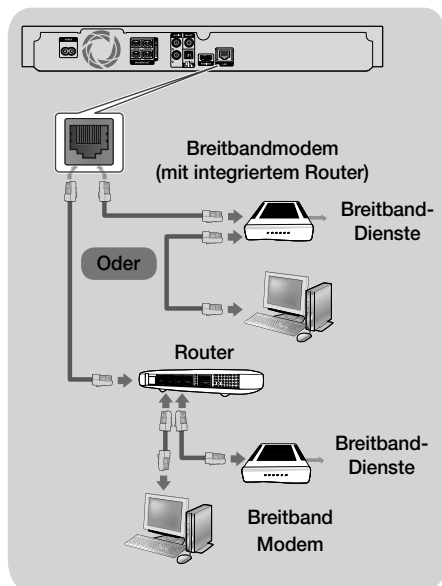 Breitbandmodem
(mit integriertem Router)
Breitband-
Dienste
Oder
Router
Breitband-
Dienste
Breitband
Modem